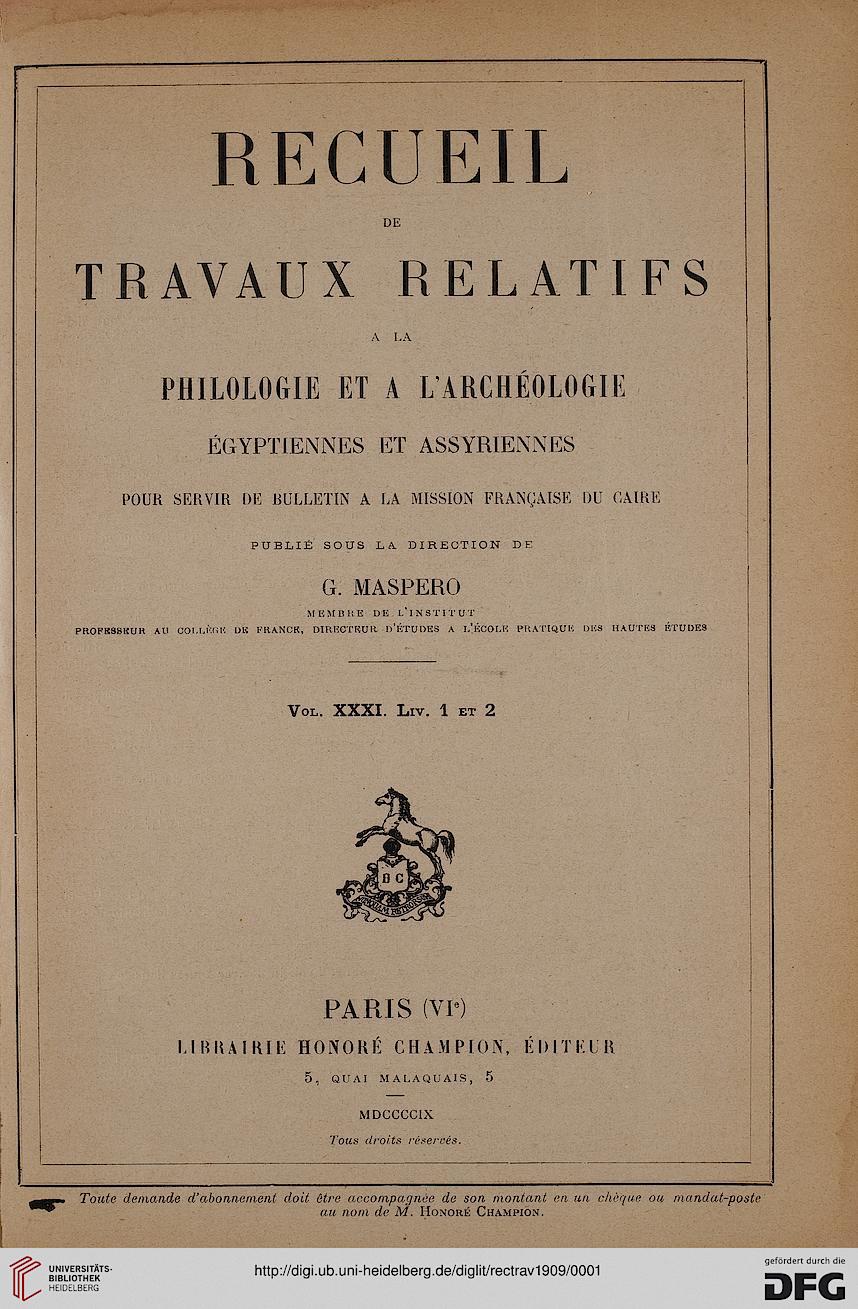 RECUEIL
DE
TRAVAUX RELATIFS
A LA
PHILOLOGIE ET A L'ARCHÉOLOGIE
ÉGYPTIENNES ET ASSYRIENNES
POUR SERVIR DE BULLETIN A LA MISSION FRANÇAISE DU CAIRE
PUBLIÉ SOUS LA DIRECTION DE
G. MASPERO
MEMBRE DE L'INSTITUT
PROFESSEUR AU COLLÈGE DE FRANCE, DIRECTEUR D'ÉTUDES A L'ÉCOLE PRATIQUE DES HAUTES ÉTUDES
VOL. XXXI. LIV. 1 ET 2
PARIS (VIe)
LIBRAIRIE HONORÉ CHAMPION, ÉDITEUR
5, QUAI MALAQUAIS, 5
MDCCCCIX
Tous droits réservés.
Toute demande d'abonnement doit être accompagnée de son montant en un chèque ou mandat-poste
au nom de M. HONORÉ CHAMPION.
UNIVERSITÄTS-
BIBLIOTHEK
HEIDELBERG
http://digi.ub.uni-heidelberg.de/diglit/rectrav1909/0001
gefördert durch die
DFG